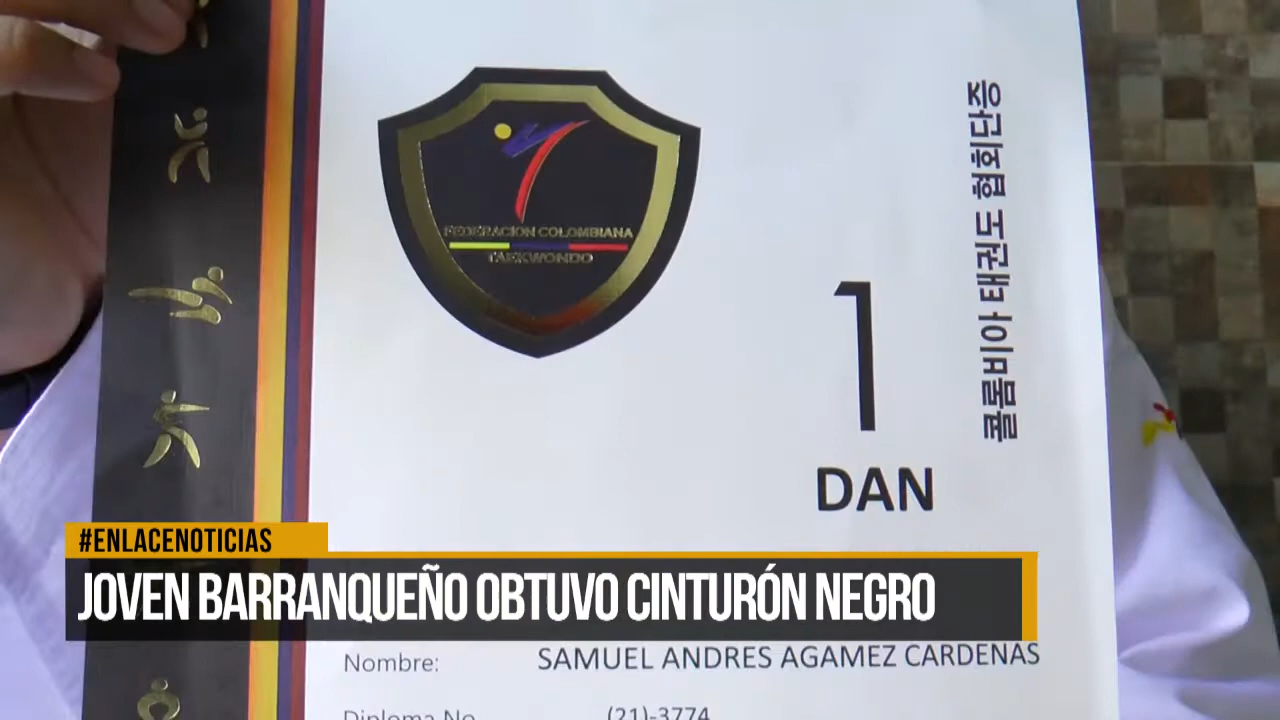 FEDERACION COLOMBIANA
TAEKWONDO
1
DAN
콜롬비아 태권도 협회단증
#ENLACENOTICIAS
JOVEN BARRANQUEÑO OBTUVO CINTURÓN NEGRO
Nombre: SAMUEL ANDRES AGAMEZ CARDENAS
Diploma No (21)-3774